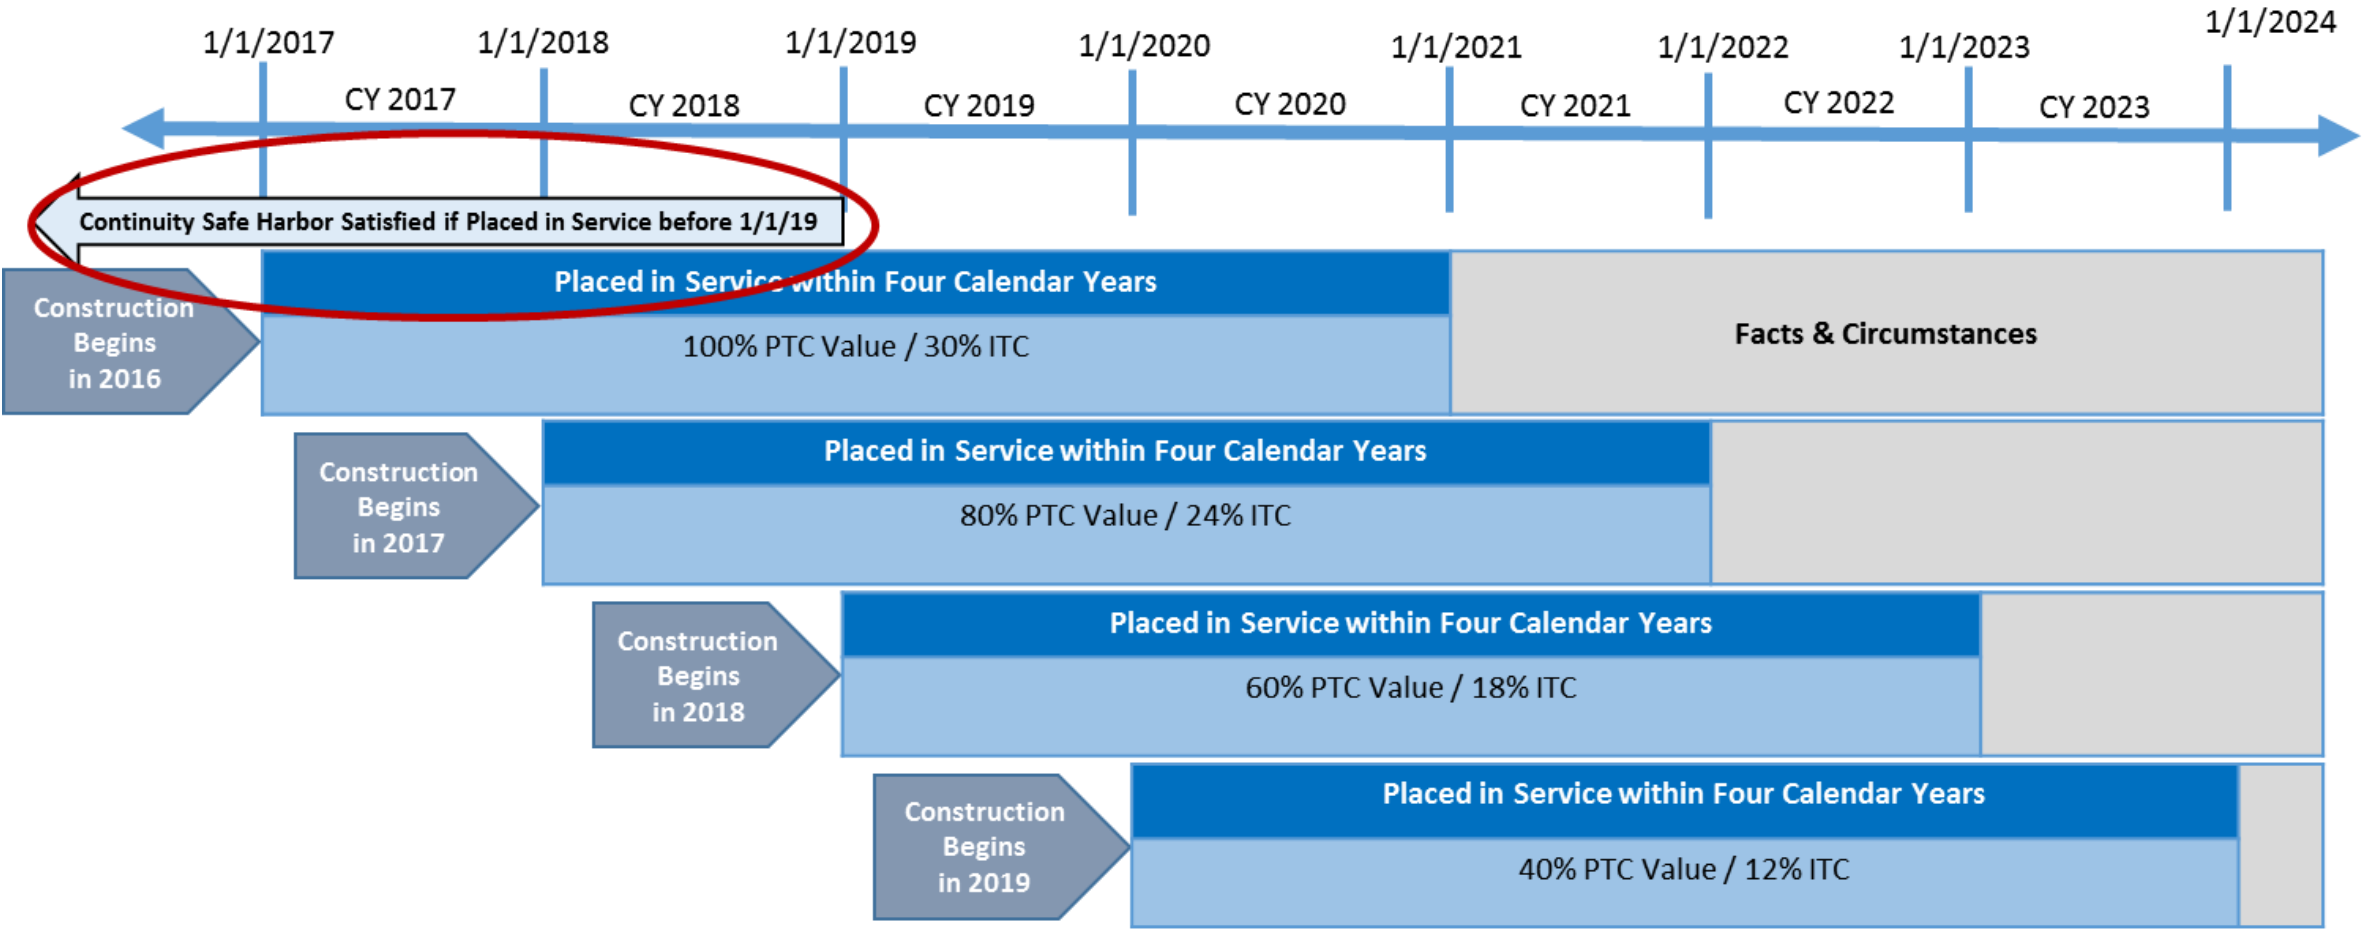 1/1/2017 1/1/2018 1/1/2019 1/1/2020 1/1/2021 1/1/2022 1/1/2023 1/1/2024
CY 2017 CY 2018 CY 2019 CY 2020 CY 2021 CY 2022 CY 2023
Continuity Safe Harbor Satisfied if Placed in Service before 1/1/19
Construction
Begins
in 2016
Placed in Service within Four Calendar Years
100% PTC Value / 30% ITC
Facts & Circumstances
Construction
Begins
in 2017
Placed in Service within Four Calendar Years
80% PTC Value / 24% ITC
Construction
Begins
in 2018
Placed in Service within Four Calendar Years
60% PTC Value / 18% ITC
Construction
Begins
in 2019
Placed in Service within Four Calendar Years
40% PTC Value / 12% ITC